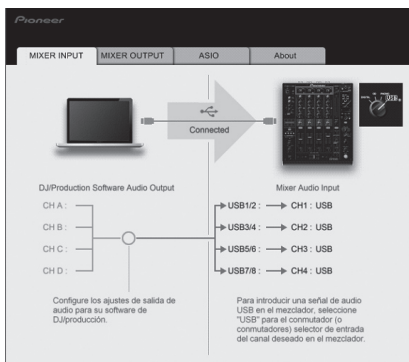 Pioneer
MIXER INPUT MIXER OUTPUT ASIO About
Connected
USB
DJ/Production Software Audio Output
Mixer Audio Input
CH A :
USB1/2 : CH1 : USB
CH B :
USB3/4 : CH2 : USB
CH C :
USB5/6 : CH3 : USB
CH D :
USB7/8 : CH4 : USB
Configure los ajustes de salida de
audio para su software de
DJ/producción.
Para introducir una señal de audio
USB en el mezclador, seleccione
"USB" para el conmutador (o
conmutadores) selector de entrada
del canal deseado en el mezclador.